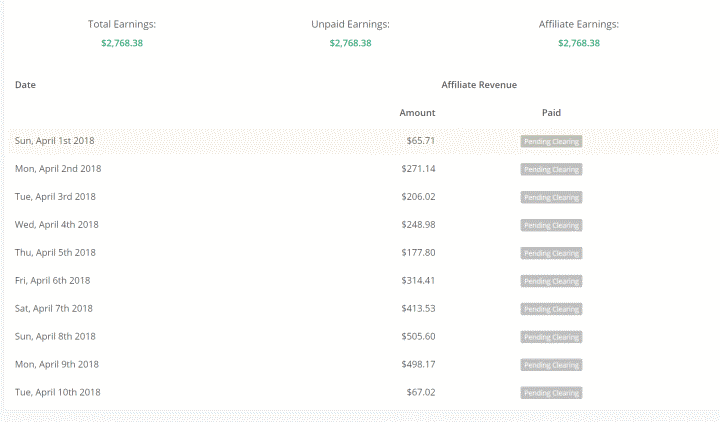 Total Earnings: Unpaid Earnings: Affiliate Earnings:
$2,768.38 $2,768.38 $2,768.38
Date Affiliate Revenue
Amount Paid
Sun, April 1st 2018 $65.71 Pending Clearing
Mon, April 2nd 2018 $271.14 Pending Clearing
Tue, April 3rd 2018 $206.02 Pending Clearing
Wed, April 4th 2018 $248.98 Pending Clearing
Thu, April 5th 2018 $177.80 Pending Clearing
Fri, April 6th 2018 $314.41 Pending Clearing
Sat, April 7th 2018 $413.53 Pending Clearing
Sun, April 8th 2018 $505.60 Pending Clearing
Mon, April 9th 2018 $498.17 Pending Clearing
Tue, April 10th 2018 $67.02 Pending Clearing